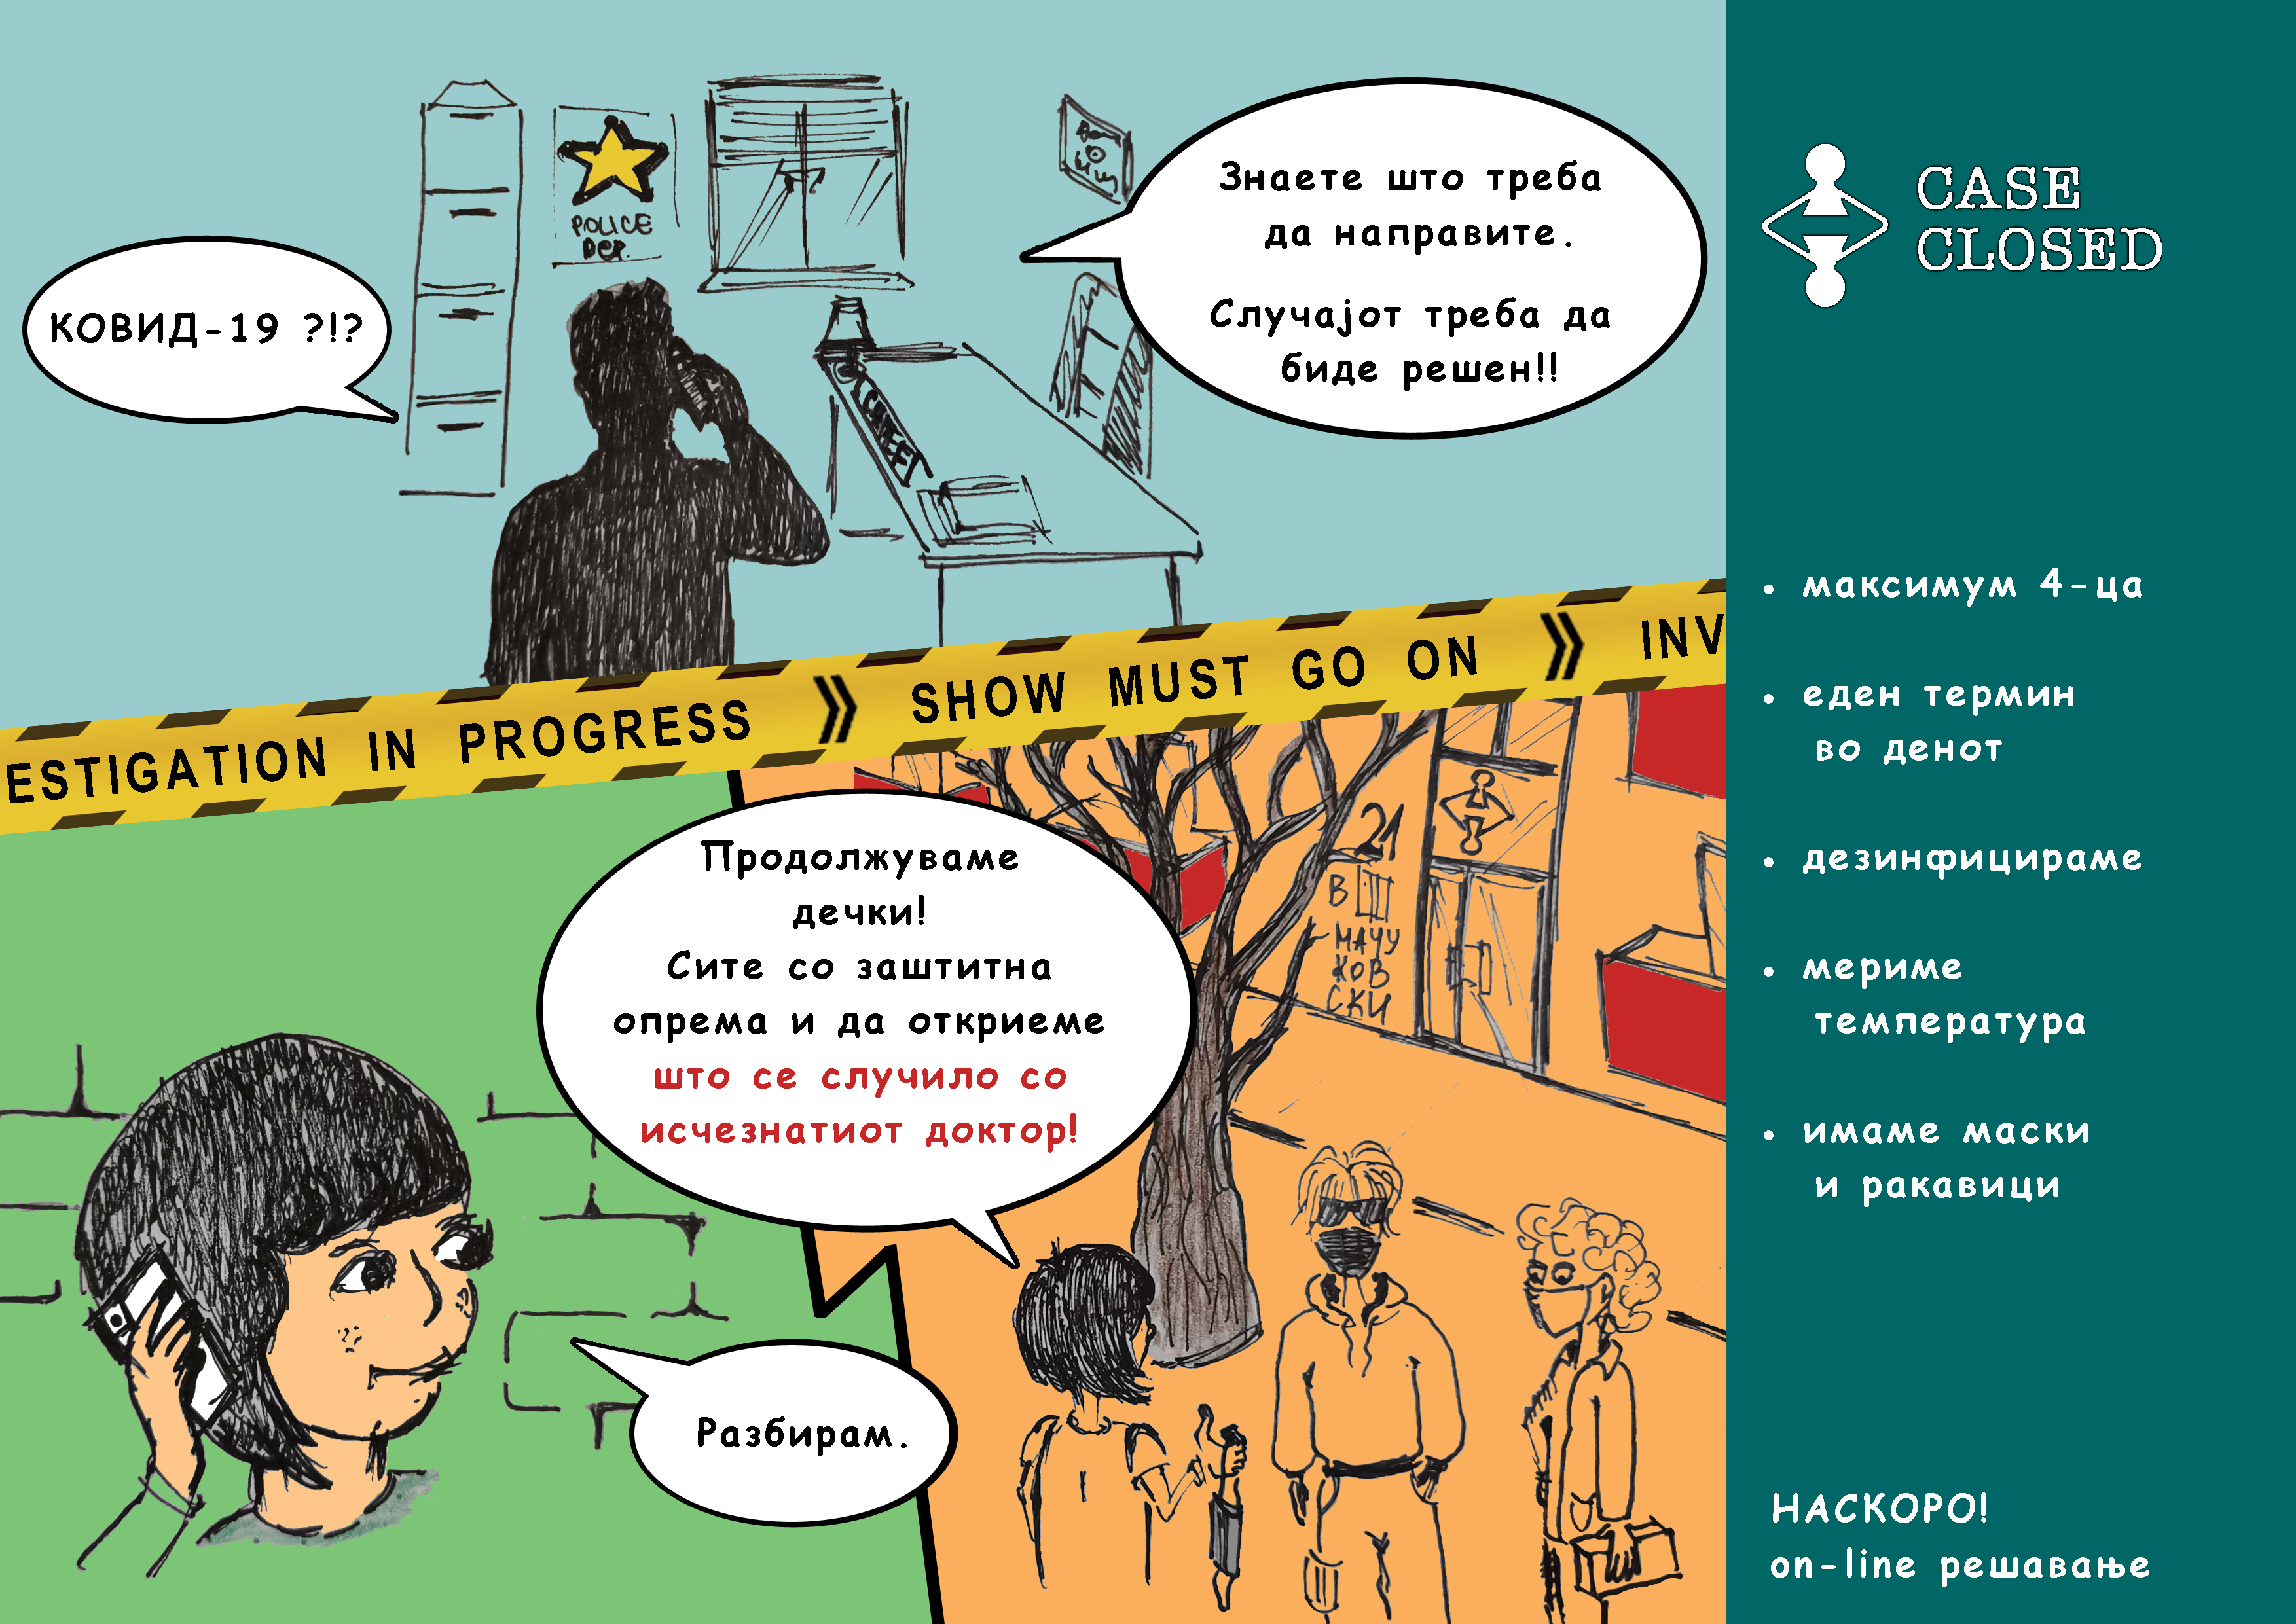 POLICE
DEP.
CHIEF
КОВИД-19 ?!?
Знаете што треба
да направите.
Случајот треба да
биде решен!!
ESTIGATION IN PROGRESS » SHOW MUST GO ON » INV
Продолжуваме
дечки!
Сите со заштитна
опрема и да откриеме
што се случило со
исчезнатиот доктор!
Разбирам.
21
В
МАЧУ
КОВ
СКИ
CASE
CLOSED
• максимум 4-ца
• еден термин
во денот
• дезинфицираме
• мериме
температура
• имаме маски
и ракавици
НАСКОРО!
on-line решавање